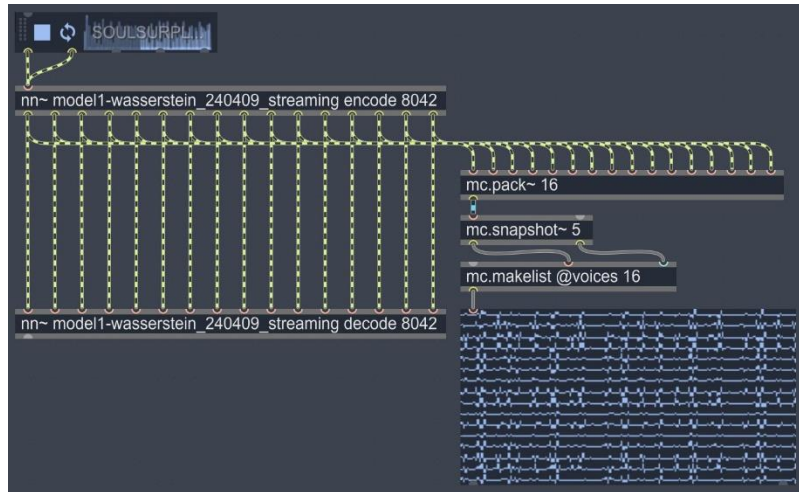 SOULSURPL...
nn~ model1-wasserstein_240409_streaming encode 8042
mc.pack~ 16
mc.snapshot~ 5
mc.makelist @voices 16
nn~ model1-wasserstein_240409_streaming decode 8042